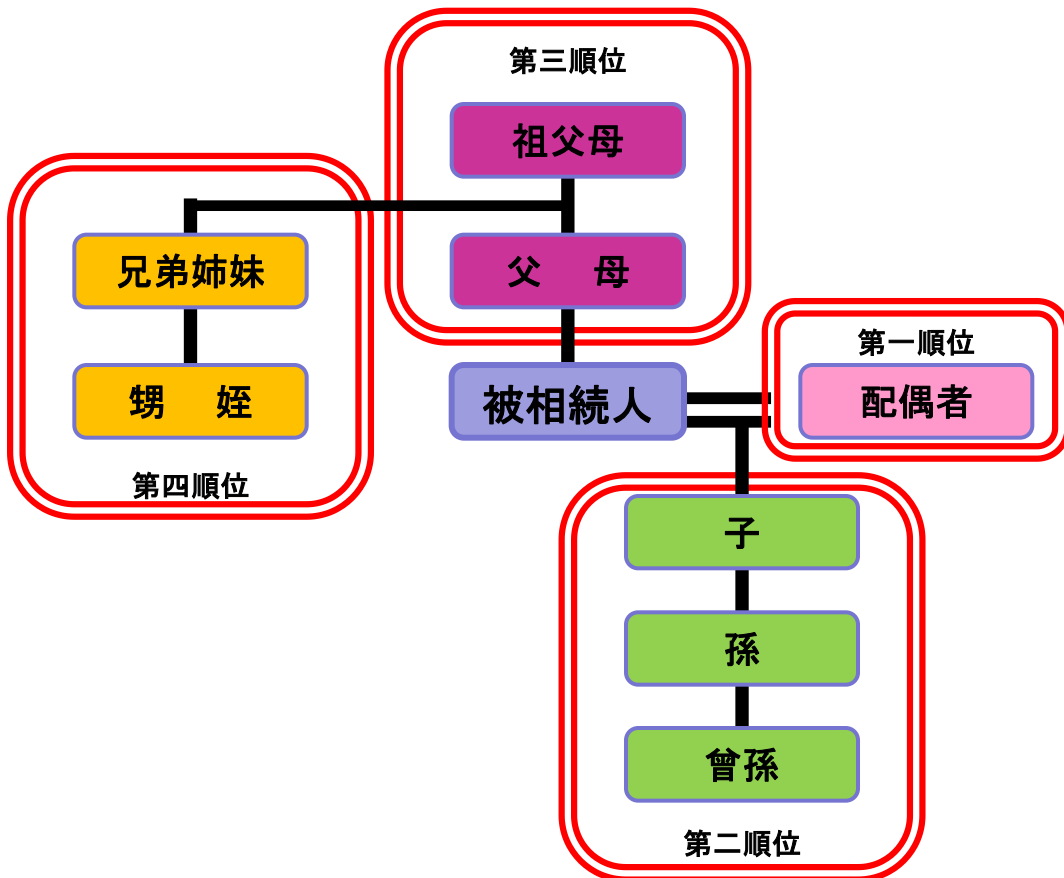 第三順位
祖父母
兄弟姉妹
父 母
第一順位
甥 姪
被相続人
配偶者
第四順位
子
孫
曾孫
第二順位